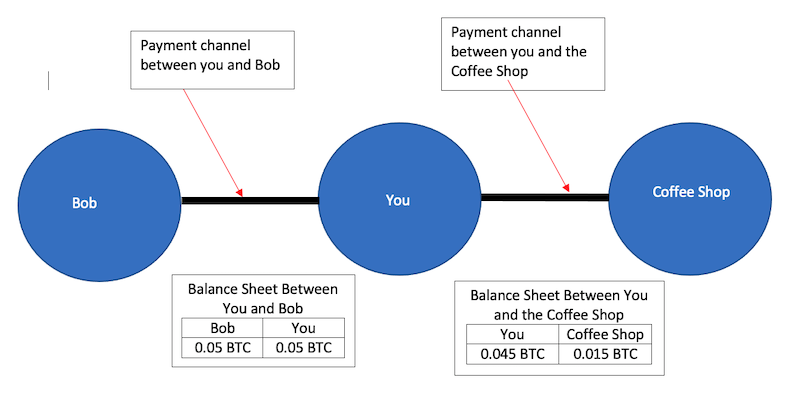 Payment channel
between you and Bob
Payment channel
between you and the
Coffee Shop
Bob
You
Coffee Shop
Balance Sheet Between
You and Bob
Bob You
0.05 BTC 0.05 BTC
Balance Sheet Between You
and the Coffee Shop
You Coffee Shop
0.045 BTC 0.015 BTC